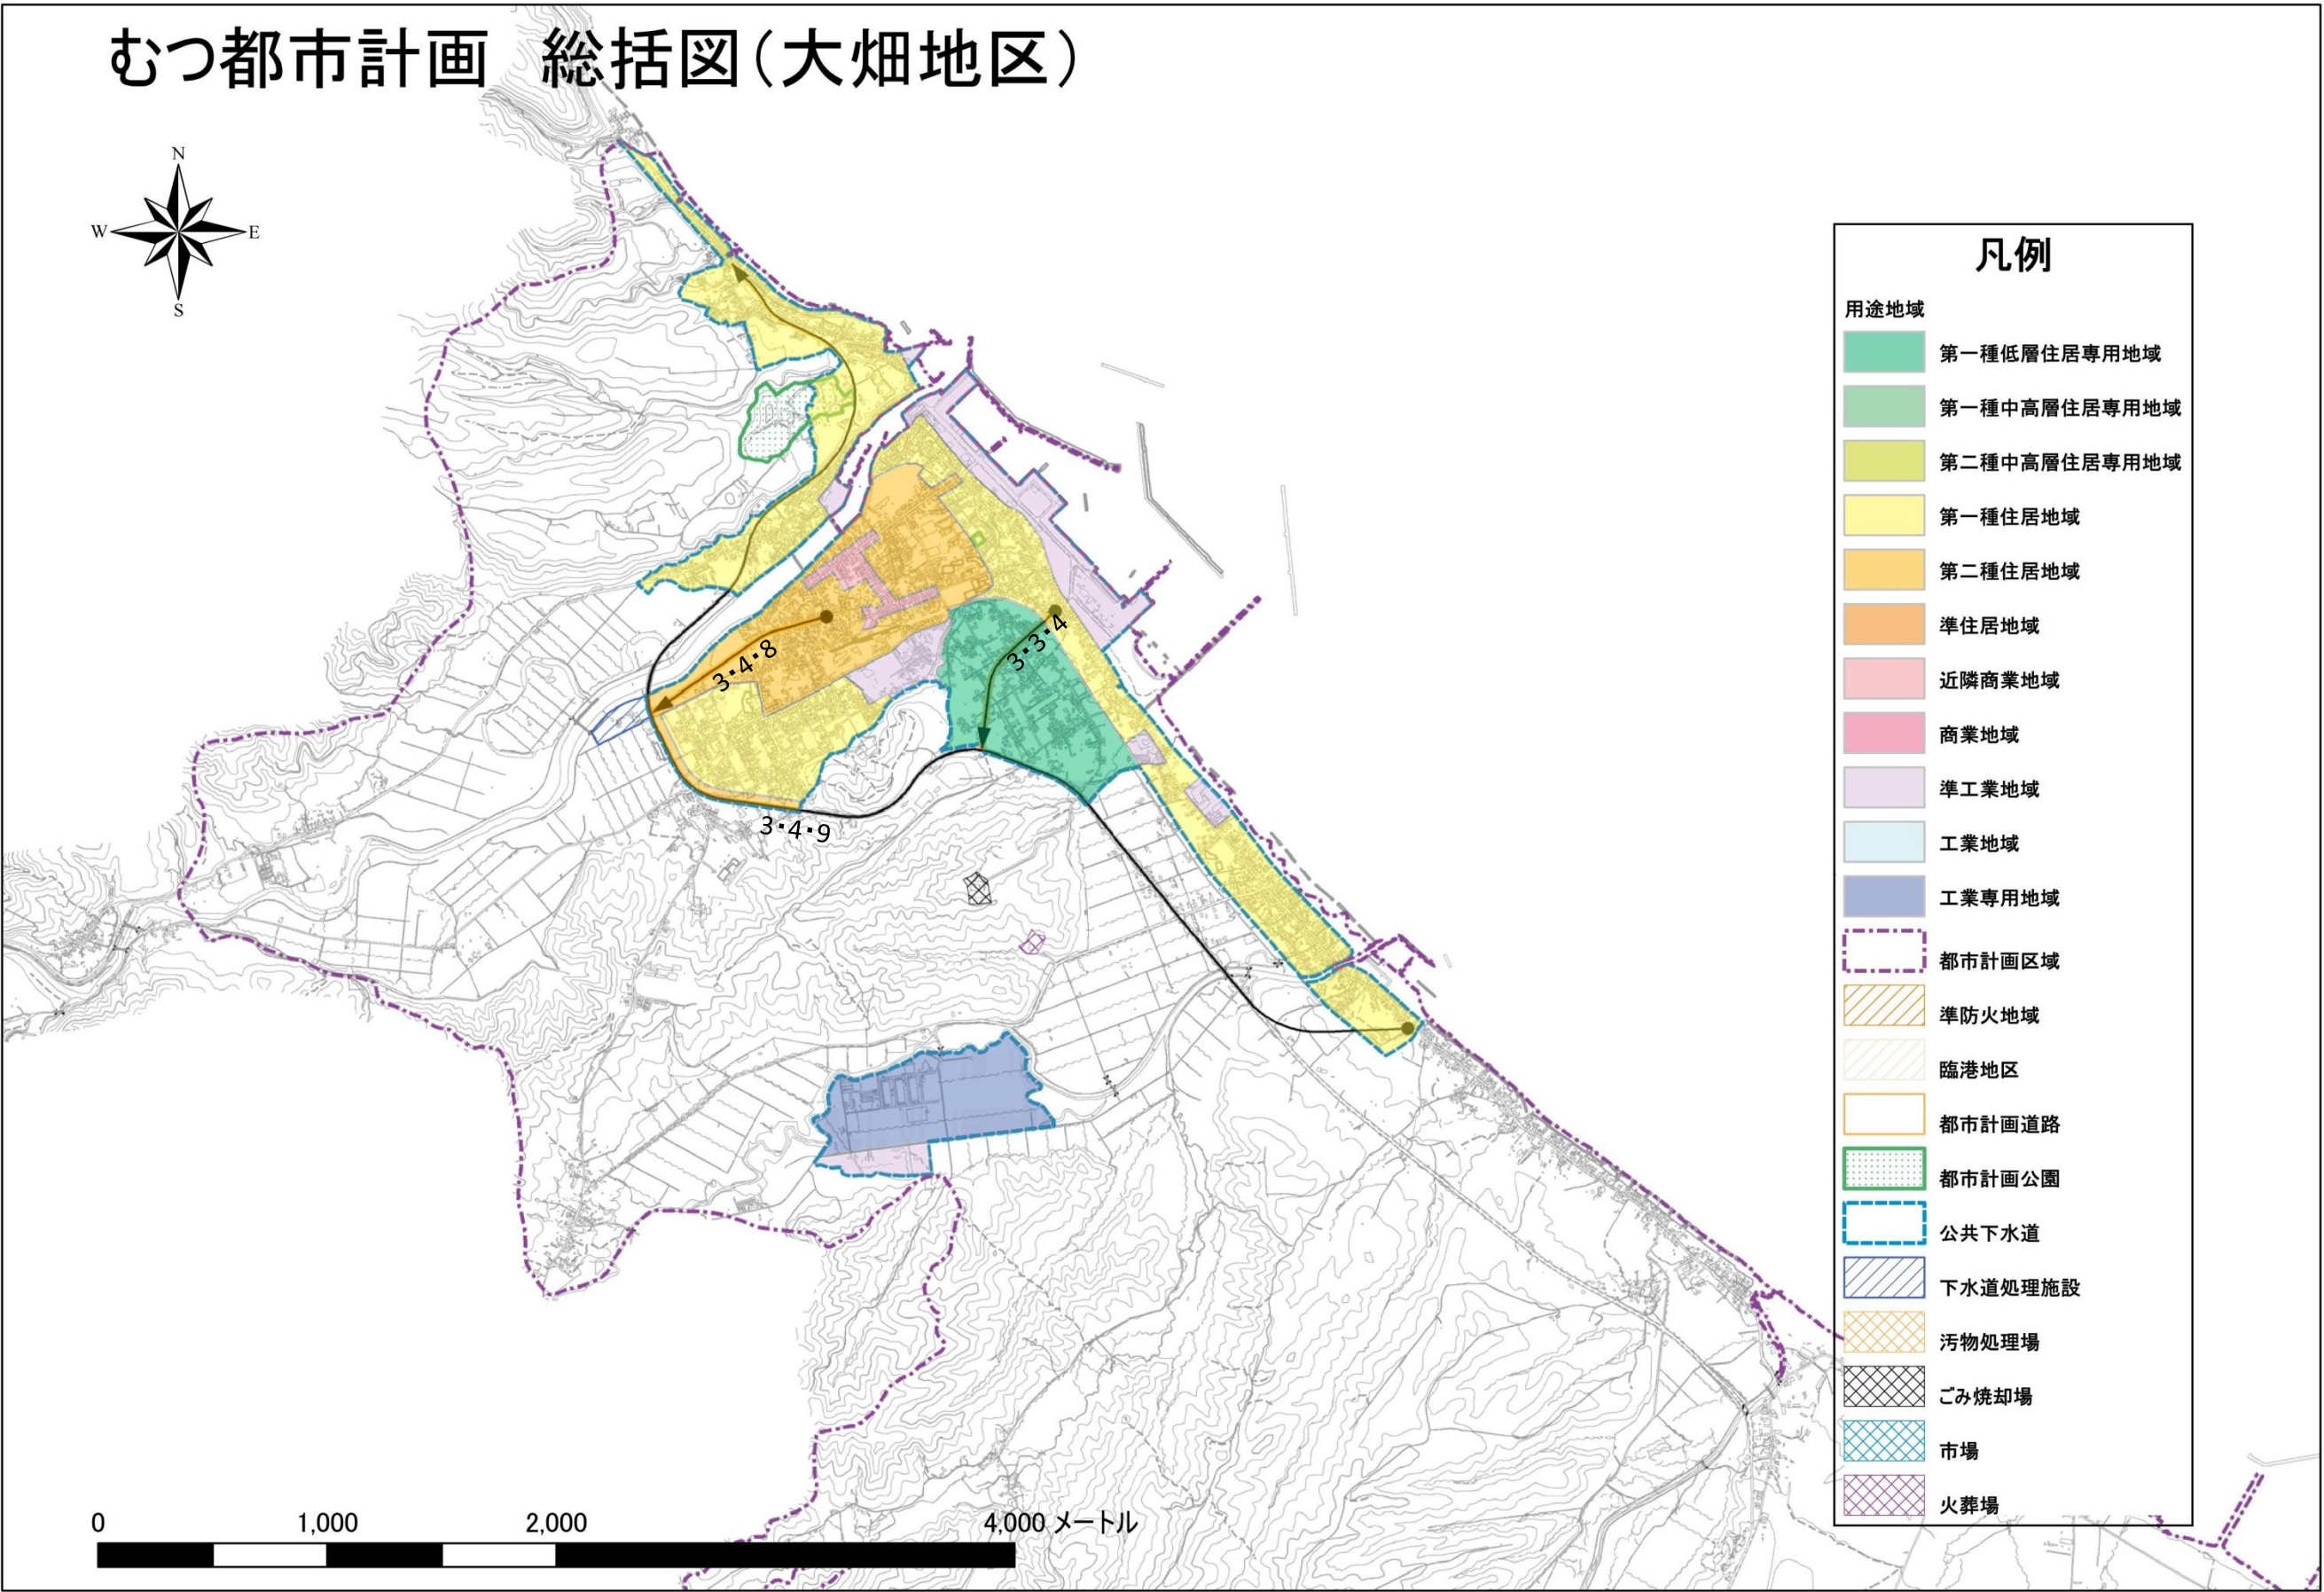 むつ都市計画 総括図(大畑地区)
N
W
E
S
凡例
用途地域
第一種低層住居専用地域
第一種中高層住居専用地域
第二種中高層住居専用地域
第一種住居地域
第二種住居地域
準住居地域
近隣商業地域
商業地域
準工業地域
工業地域
工業専用地域
都市計画区域
準防火地域
臨港地区
都市計画道路
都市計画公園
公共下水道
下水道処理施設
汚物処理場
ごみ焼却場
市場
火葬場
3・4・8
3・3・4
3・4・9
0 1,000 2,000 4,000 メートル